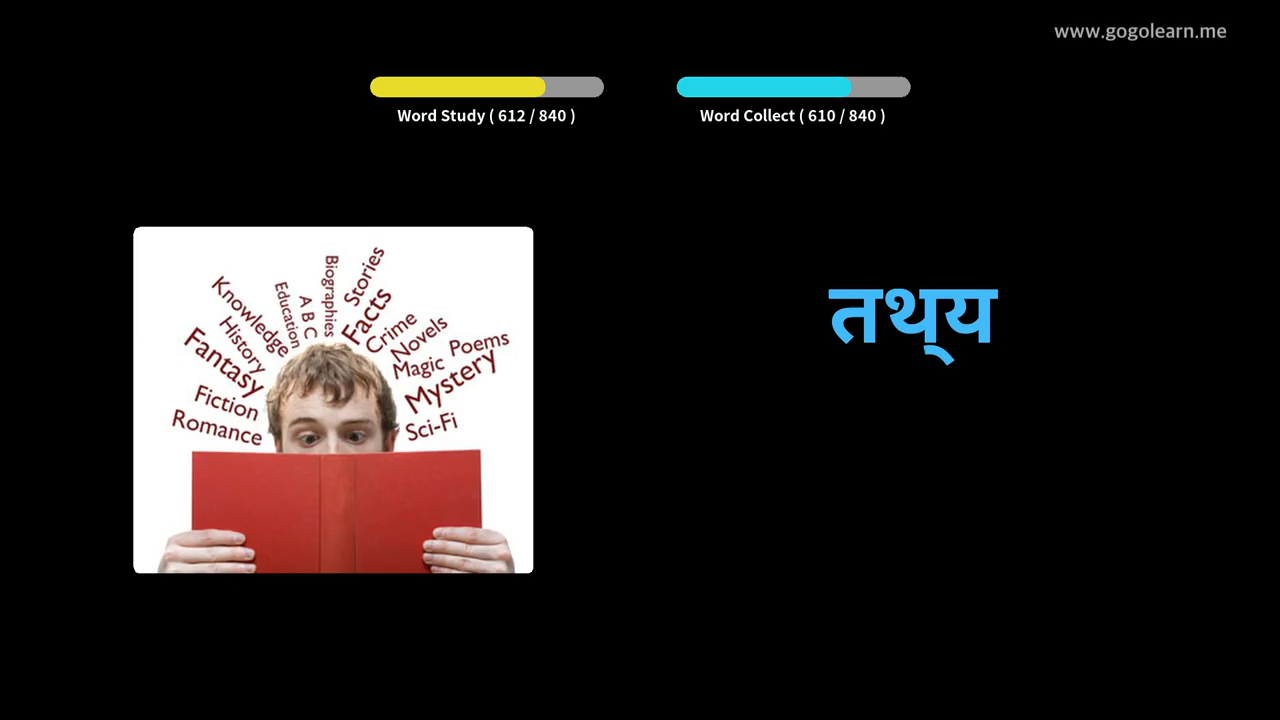 www.gogolearn.me
Word Study ( 612 / 840 )
Word Collect ( 610 / 840 )
तथ्‌य
Biographies
Stories
Education
A B C
Facts
Knowledge
History
Crime
Novels
Poems
Fantasy
Magic
Mystery
Fiction
Romance
Sci-Fi